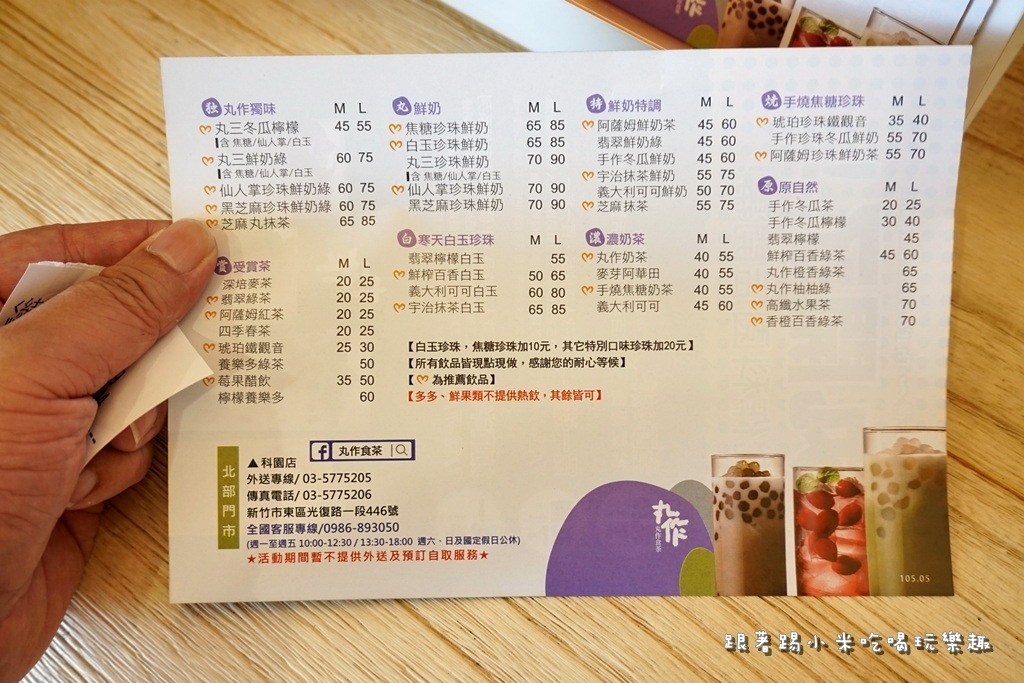 独 丸作獨味 M L
丸三冬瓜檸檬 45 55
含 焦糖/仙人掌/白玉
丸三鮮奶綠 60 75
含 焦糖/仙人掌/白玉
仙人掌珍珠鮮奶綠 60 75
黑芝麻珍珠鮮奶綠 60 75
芝麻丸抹茶 65 85
賞 受賞茶 M L
深培麥茶 20 25
翡翠綠茶 20 25
阿薩姆紅茶 20 25
四季春茶 20 25
琥珀鐵觀音 25 30
養樂多綠茶 50
莓果醋飲 35 50
檸檬養樂多 60
丸 鮮奶 M L
焦糖珍珠鮮奶 65 85
白玉珍珠鮮奶 65 85
丸三珍珠鮮奶 70 90
含 焦糖/仙人掌/白玉
仙人掌珍珠鮮奶 70 90
黑芝麻珍珠鮮奶 70 90
白 寒天白玉珍珠 M L
翡翠檸檬白玉 55
鮮榨百香白玉 50 65
義大利可可白玉 60 80
宇治抹茶白玉 65 85
特 鮮奶特調 M L
阿薩姆鮮奶茶 45 60
翡翠鮮奶綠 45 60
手作冬瓜鮮奶 45 60
宇治抹茶鮮奶 55 75
義大利可可鮮奶 50 70
芝麻抹茶 55 75
濃 濃奶茶 M L
丸作奶茶 40 55
麥芽阿華田 40 55
手燒焦糖奶茶 40 55
義大利可可 45 60
燒 手燒焦糖珍珠 M L
琥珀珍珠鐵觀音 35 40
手作珍珠冬瓜鮮奶 55 70
阿薩姆珍珠鮮奶茶 55 70
原 原自然 M L
手作冬瓜茶 20 25
手作冬瓜檸檬 30 40
翡翠檸檬 45
鮮榨百香綠茶 45 60
丸作橙香綠茶 65
丸作柚柚綠 65
高纖水果茶 70
香橙百香綠茶 70
【白玉珍珠，焦糖珍珠加10元，其它特別口味珍珠加20元】
【所有飲品皆現點現做，感謝您的耐心等候】
【 為推薦飲品】
【多多、鮮果類不提供熱飲，其餘皆可】
f 丸作食茶
北部門市
▲科園店
外送專線/ 03-5775205
傳真電話/ 03-5775206
新竹市東區光復路一段446號
全國客服專線/0986-893050
(週一至週五 10:00-12:30 / 13:30-18:00 週六、日及國定假日公休)
★活動期間暫不提供外送及預訂自取服務★
丸作
丸作食茶
105.05
跟著踢小米吃喝玩樂趣